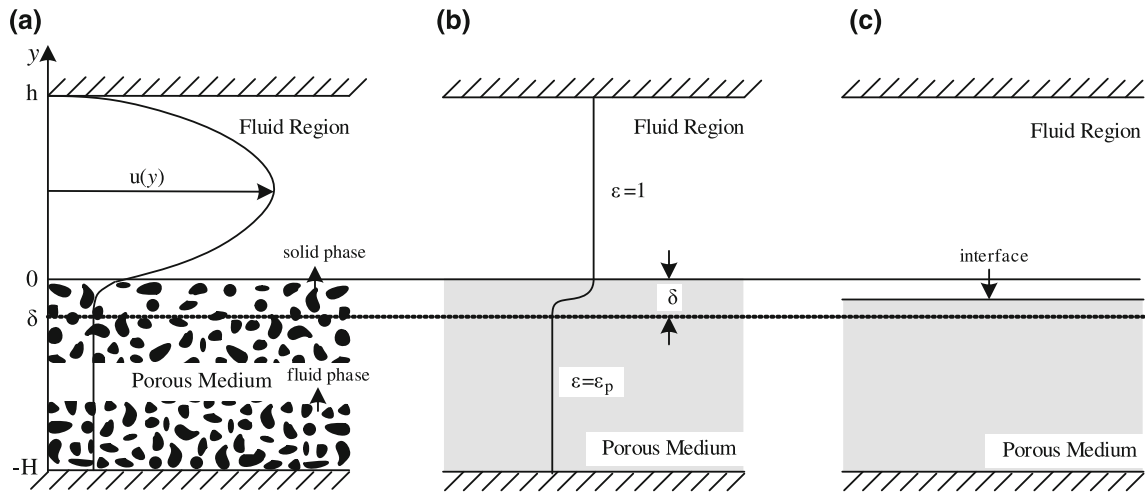 (a)
y
h
Fluid Region
u(y)
solid phase
0
δ
Porous Medium
fluid phase
-H
(b)
Fluid Region
ε=1
δ
ε=εp
Porous Medium
(c)
Fluid Region
interface
Porous Medium